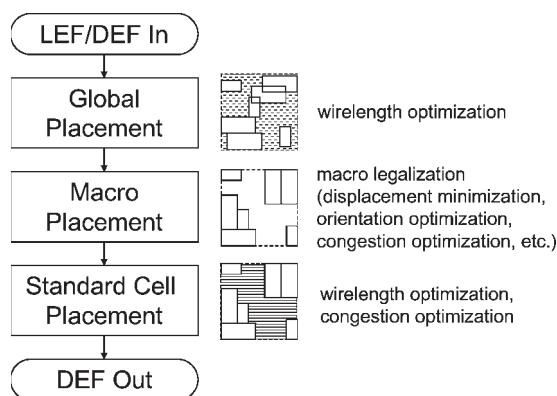 LEF/DEF In
Global
Placement
wirelength optimization
Macro
Placement
macro legalization
(displacement minimization,
orientation optimization,
congestion optimization, etc.)
Standard Cell
Placement
wirelength optimization,
congestion optimization
DEF Out